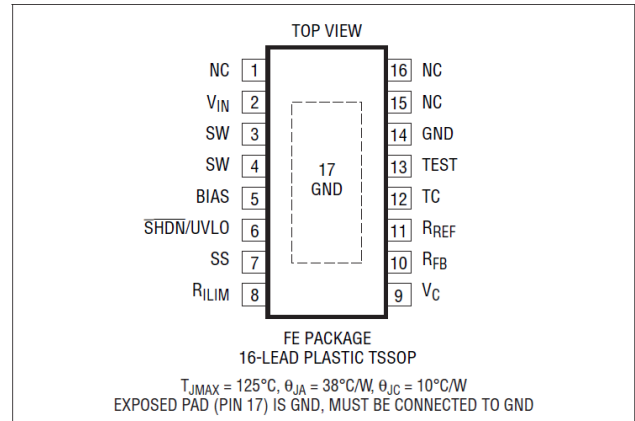 TOP VIEW
NC 1
VIN 2
SW 3
SW 4
BIAS 5
SHDN/UVLO 6
SS 7
RILIM 8
16 NC
15 NC
14 GND
13 TEST
12 TC
11 RREF
10 RFB
9 VC
17
GND
FE PACKAGE
16-LEAD PLASTIC TSSOP
TJMAX = 125°C, θJA = 38°C/W, θJC = 10°C/W
EXPOSED PAD (PIN 17) IS GND, MUST BE CONNECTED TO GND